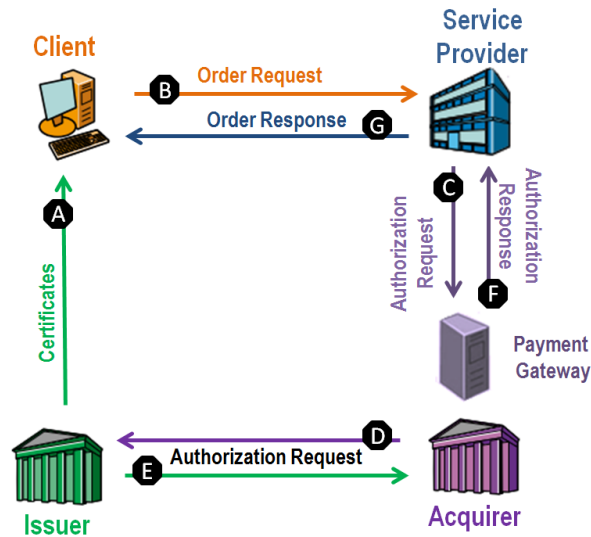 Client
Service
Provider
B
Order Request
Order Response
G
A
Certificates
C
Authorization
Request
Authorization
Response
F
Payment
Gateway
D
E
Authorization Request
Issuer
Acquirer